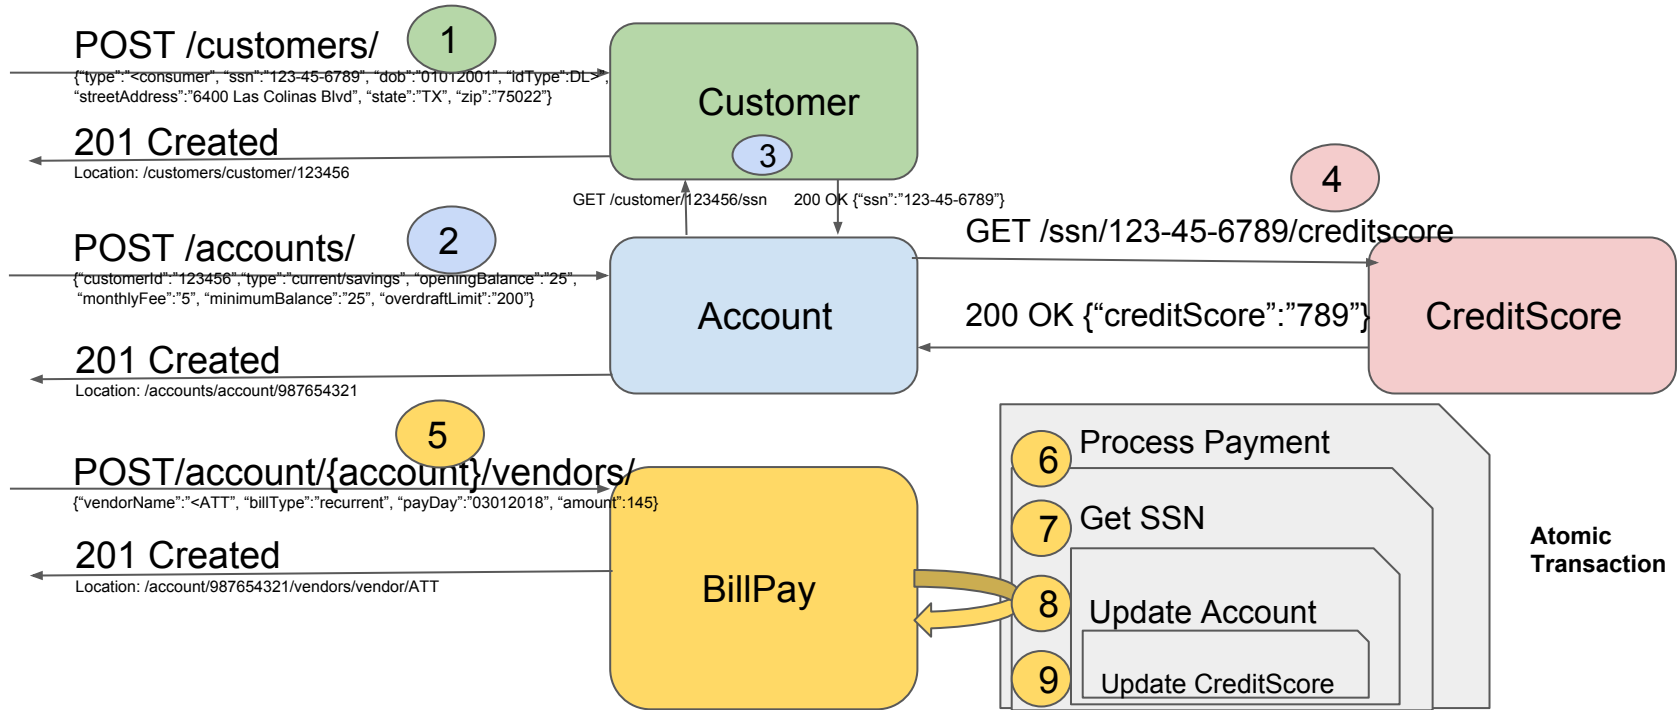 POST /customers/
1
{“type”:”<consumer”, “ssn”:”123-45-6789”, “dob”:”01012001”, “idType”:DL>”,
“streetAddress”:”6400 Las Colinas Blvd”, “state”:”TX”, “zip”:”75022”}
Customer
201 Created
Location: /customers/customer/123456
3
4
GET /customer/123456/ssn
200 OK {“ssn”:”123-45-6789”}
POST /accounts/
2
{“customerId”:”123456”,”type”:”current/savings”, “openingBalance”:”25”,
“monthlyFee”:”5”, “minimumBalance”:”25”, “overdraftLimit”:”200”}
GET /ssn/123-45-6789/creditscore
Account
200 OK {“creditScore”:”789”}
CreditScore
201 Created
Location: /accounts/account/987654321
5
POST/account/{account}/vendors/
{“vendorName”:”<ATT”, “billType”:”recurrent”, “payDay”:”03012018”, “amount”:145}
201 Created
Location: /account/987654321/vendors/vendor/ATT
BillPay
6
Process Payment
7
Get SSN
8
Update Account
9
Update CreditScore
Atomic
Transaction